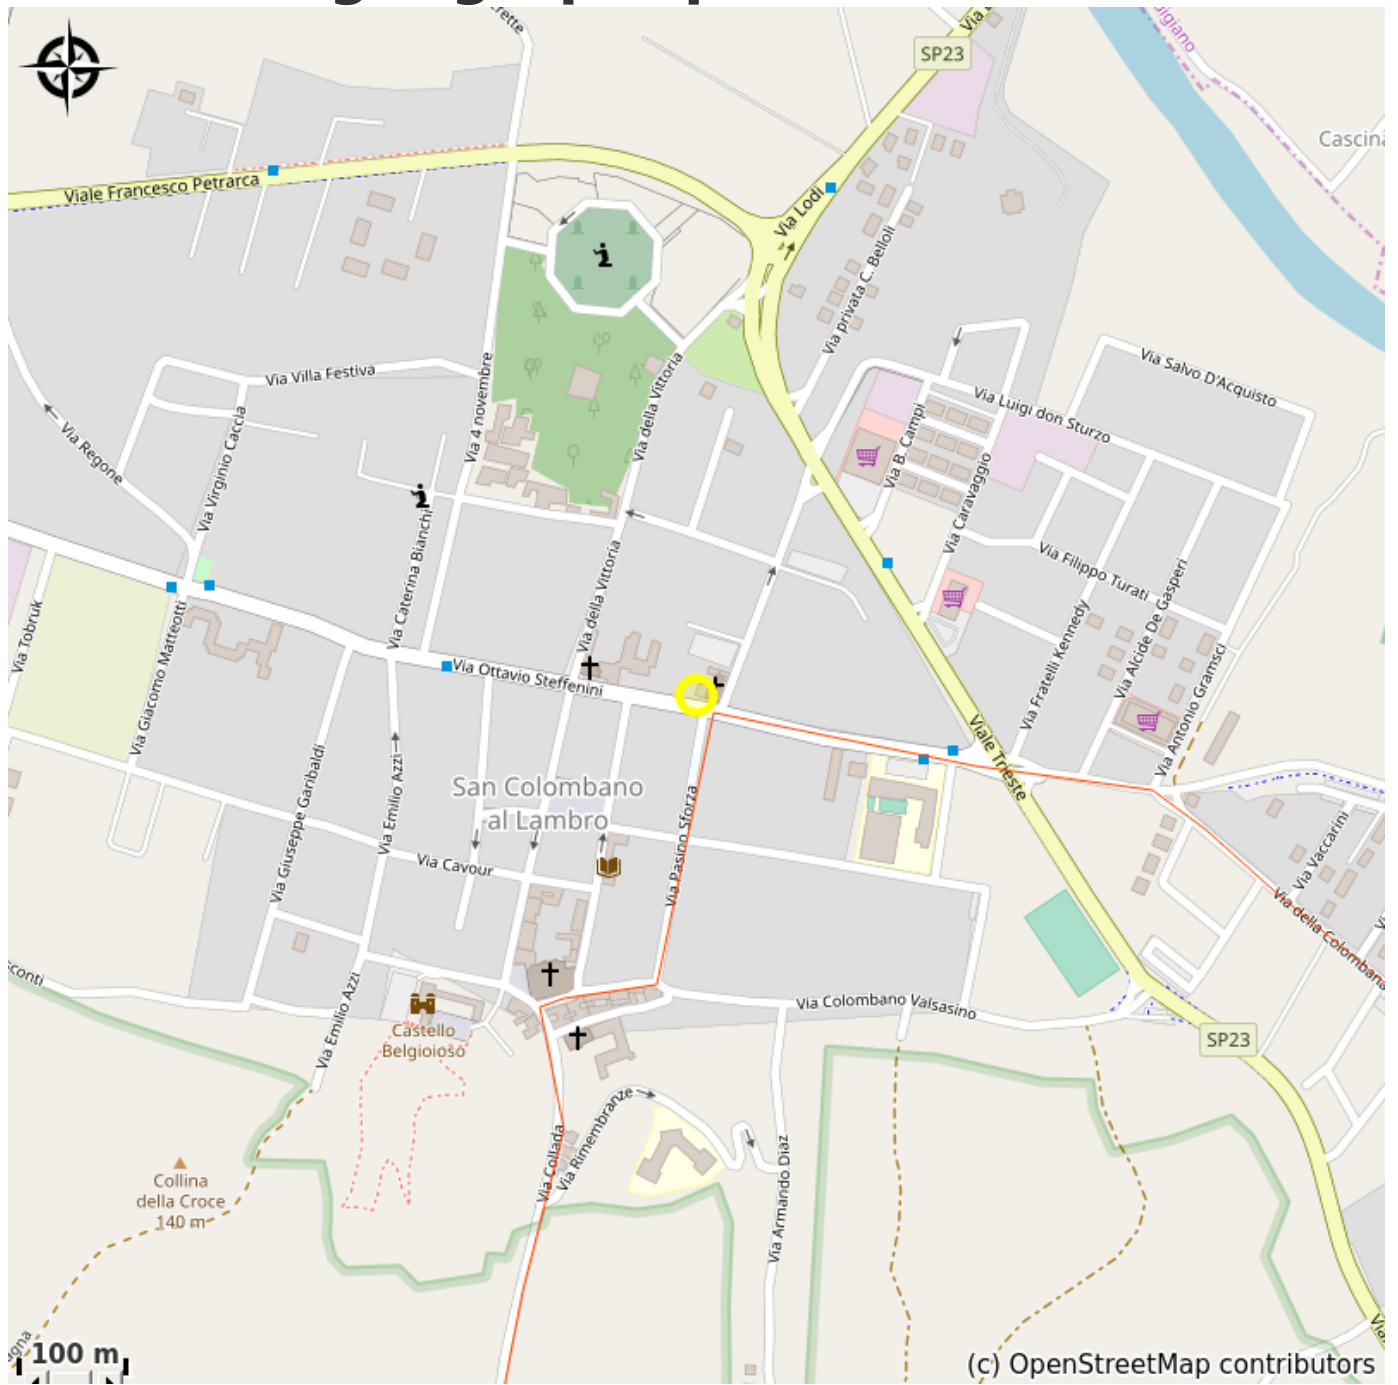 SP23
Via Lodi
Cascina
Viale Francesco Petrarca
Via privata C. Belloli
Via Salvo D'Acquisto
Via Villa Festiva
Via 4 novembre
Via della Vittoria
Via Luigi don Sturzo
Via B. Campi
Via Regone
Via Virginio Caccia
Via Caravaggio
Via Caterina Bianchi
Via della Vittoria
Via Filippo Turati
Via Alcide De Gasperi
Via Tobruk
Via Giacomo Matteotti
Via Fratelli Kennedy
Via Antonio Gramsci
Via Ottavio Steffenini
Viale Trieste
San Colombano
al Lambro
Via Giuseppe Garibaldi
Via Emilio Azzi
Via Pasino Sforza
Via Cavour
Via Vaccarini
Via della Colombana
Via Colombano Valsasino
Via Emilio Azzi
Castello
Belgioioso
SP23
Via Rimembranze
Via Collada
Via Armando Diaz
Collina
della Croce
140 m
100 m
(c) OpenStreetMap contributors